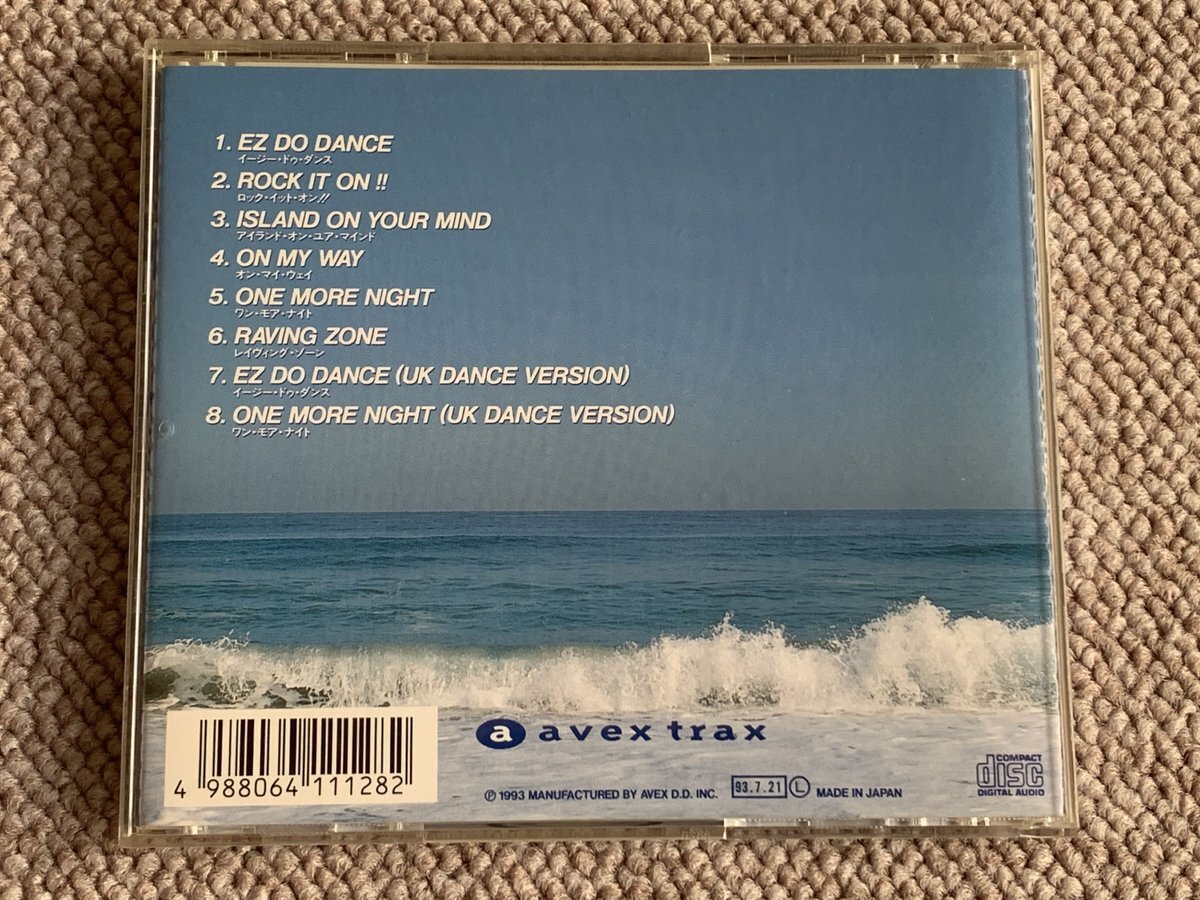 1. EZ DO DANCE
イージー・ドゥ・ダンス
2. ROCK IT ON !!
ロック・イット・オン!!
3. ISLAND ON YOUR MIND
アイランド・オン・ユア・マインド
4. ON MY WAY
オン・マイ・ウェイ
5. ONE MORE NIGHT
ワン・モア・ナイト
6. RAVING ZONE
レイヴィング・ゾーン
7. EZ DO DANCE (UK DANCE VERSION)
イージー・ドゥ・ダンス
8. ONE MORE NIGHT (UK DANCE VERSION)
ワン・モア・ナイト
a avex trax
4 988064 111282
Ⓟ 1993 MANUFACTURED BY AVEX D.D. INC. 93.7.21 Ⓛ MADE IN JAPAN
COMPACT
disc
DIGITAL AUDIO